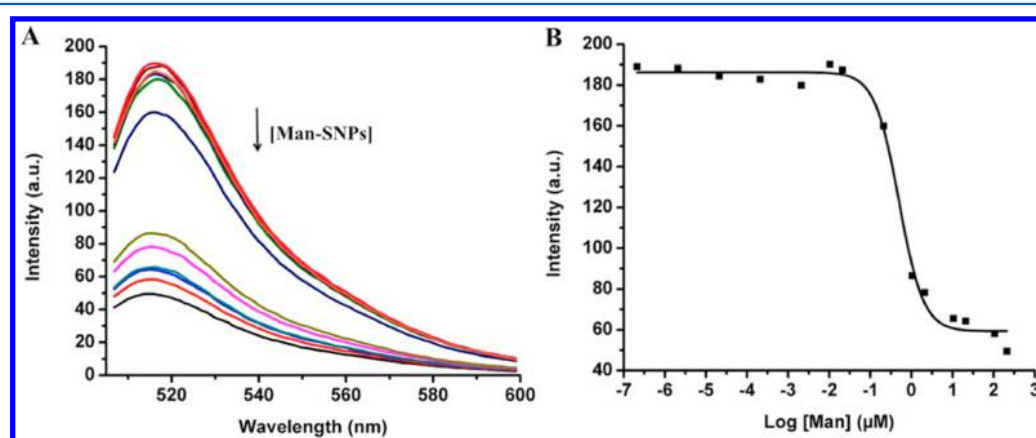 A
200
180
160
140
120
100
80
60
40
20
0
Intensity (a.u.)
[Man-SNPs]
520 540 560 580 600
Wavelength (nm)
B
200
180
160
140
120
100
80
60
40
Intensity (a.u.)
-7 -6 -5 -4 -3 -2 -1 0 1 2 3
Log [Man] (µM)